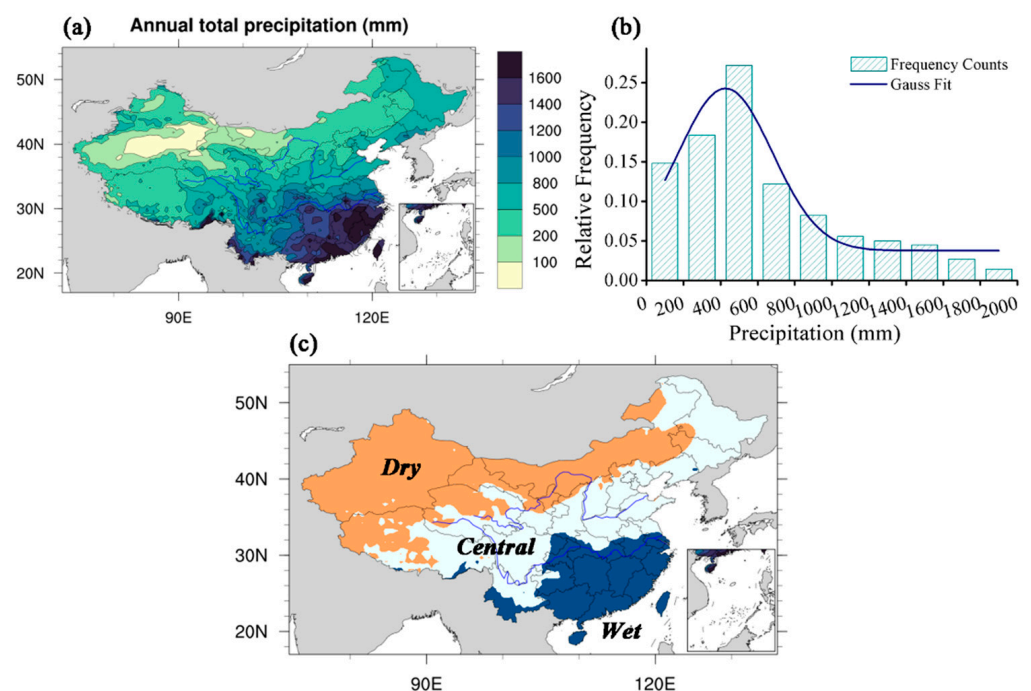 (a)
Annual total precipitation (mm)
50N
40N
30N
20N
90E
120E
1600
1400
1200
1000
800
500
200
100
(b)
Frequency Counts
Gauss Fit
Relative Frequency
0.25
0.20
0.15
0.10
0.05
0.00
0
200
400
600
800
1000
1200
1400
1600
1800
2000
Precipitation (mm)
(c)
50N
40N
30N
20N
Dry
Central
Wet
90E
120E